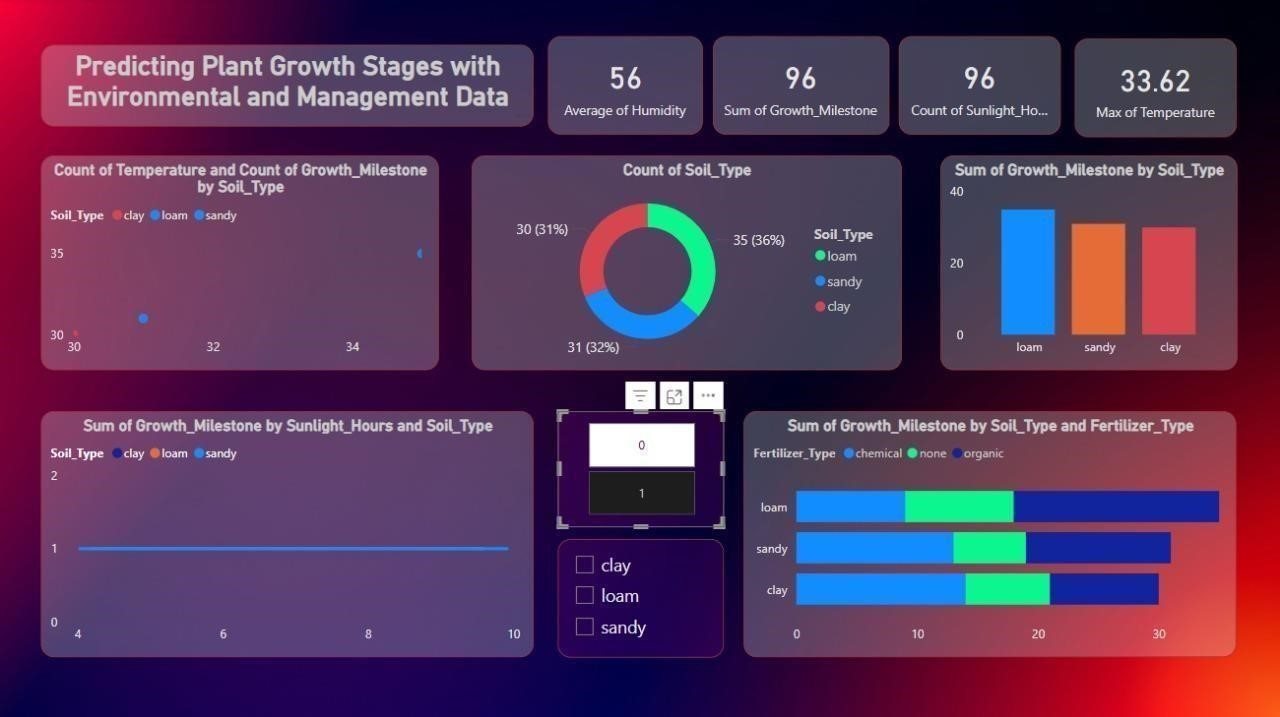 Predicting Plant Growth Stages with
Environmental and Management Data
56
Average of Humidity
96
Sum of Growth_Milestone
96
Count of Sunlight_Ho...
33.62
Max of Temperature
Count of Temperature and Count of Growth_Milestone
by Soil_Type
Soil_Type clay loam sandy
35
30
30 32 34
Count of Soil_Type
30 (31%)
35 (36%)
31 (32%)
Soil_Type
loam
sandy
clay
Sum of Growth_Milestone by Soil_Type
40
20
0
loam sandy clay
Sum of Growth_Milestone by Sunlight_Hours and Soil_Type
Soil_Type clay loam sandy
2
1
0
4 6 8 10
0
1
clay
loam
sandy
Sum of Growth_Milestone by Soil_Type and Fertilizer_Type
Fertilizer_Type chemical none organic
loam
sandy
clay
0 10 20 30